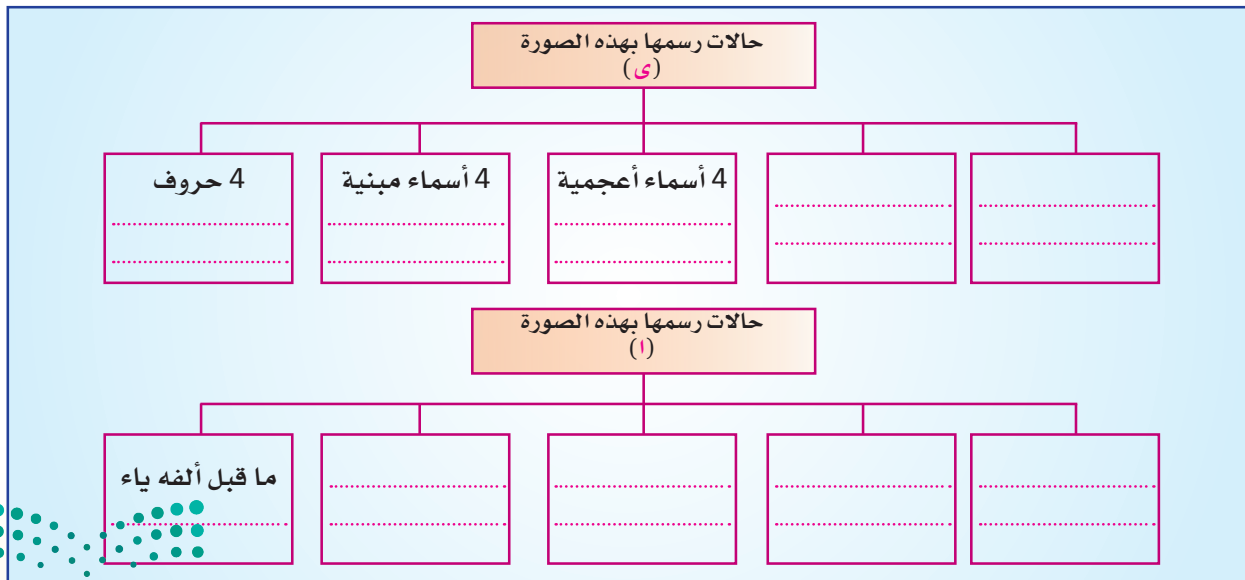 حالات رسمها بهذه الصورة
(ى)
4 أسماء أعجمية
4 أسماء مبنية
4 حروف
حالات رسمها بهذه الصورة
(ا)
ما قبل ألفه ياء